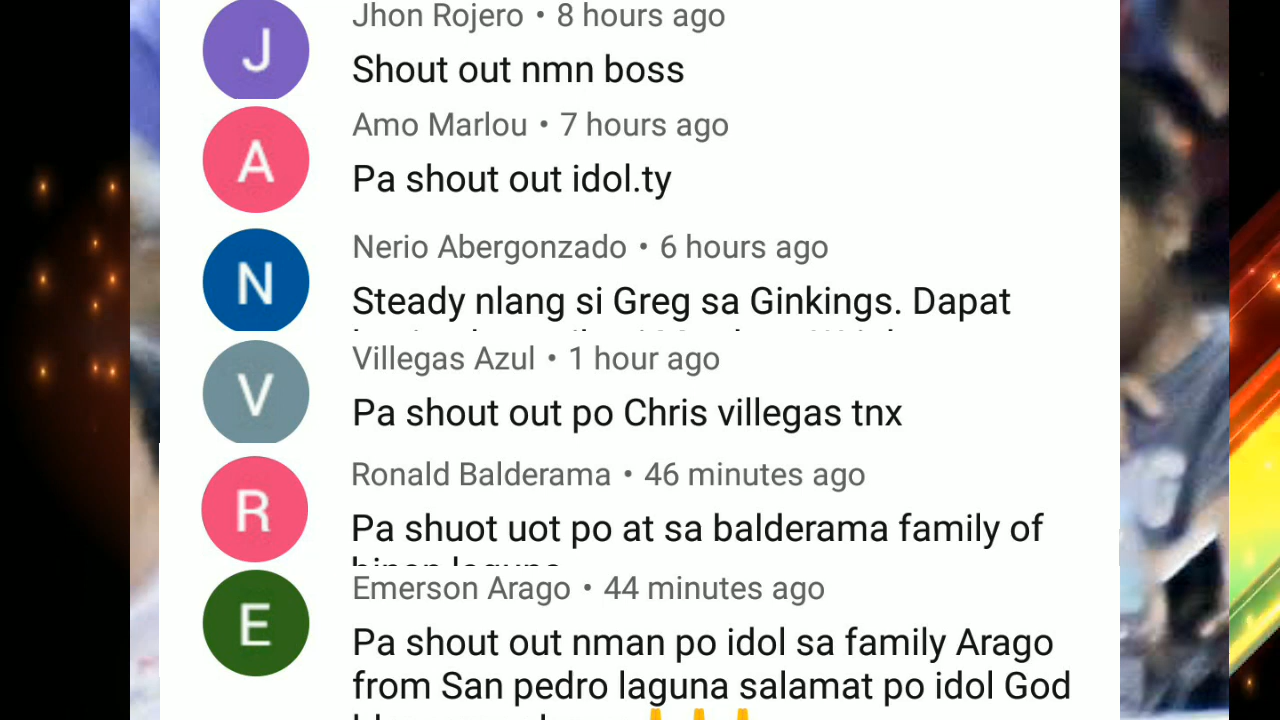 J
Jhon Rojero • 8 hours ago
Shout out nmn boss
A
Amo Marlou • 7 hours ago
Pa shout out idol.ty
N
Nerio Abergonzado • 6 hours ago
Steady nlang si Greg sa Ginkings. Dapat
V
Villegas Azul • 1 hour ago
Pa shout out po Chris villegas tnx
R
Ronald Balderama • 46 minutes ago
Pa shuot uot po at sa balderama family of
E
Emerson Arago • 44 minutes ago
Pa shout out nman po idol sa family Arago
from San pedro laguna salamat po idol God